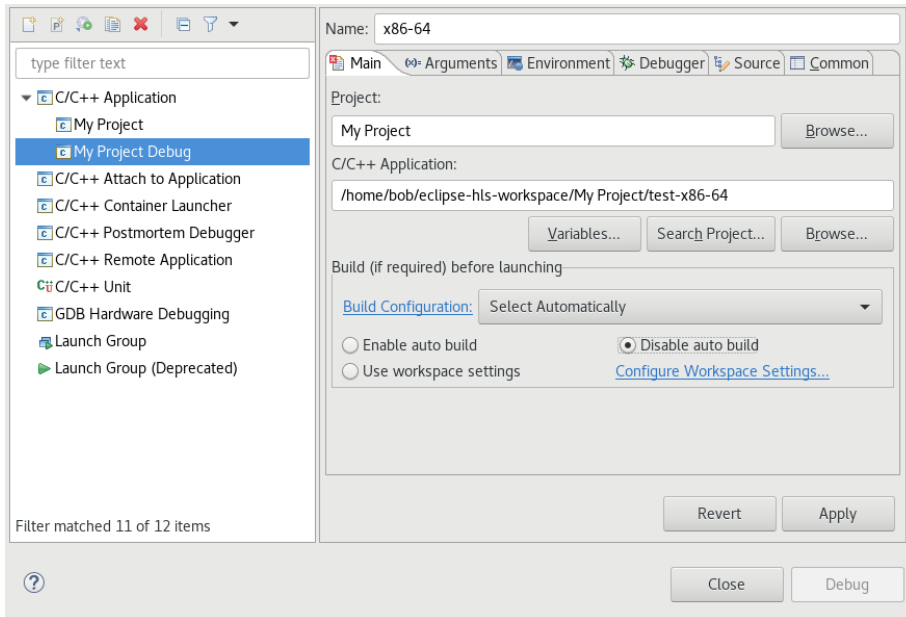 Name: x86-64
type filter text
Main Arguments Environment Debugger Source Common
C/C++ Application
My Project
My Project Debug
C/C++ Attach to Application
C/C++ Container Launcher
C/C++ Postmortem Debugger
C/C++ Remote Application
C/C++ Unit
GDB Hardware Debugging
Launch Group
Launch Group (Deprecated)
Filter matched 11 of 12 items
Project:
My Project Browse...
C/C++ Application:
/home/bob/eclipse-hls-workspace/My Project/test-x86-64
Variables... Search Project... Browse...
Build (if required) before launching
Build Configuration: Select Automatically
Enable auto build Disable auto build
Use workspace settings Configure Workspace Settings...
Revert Apply
Close Debug